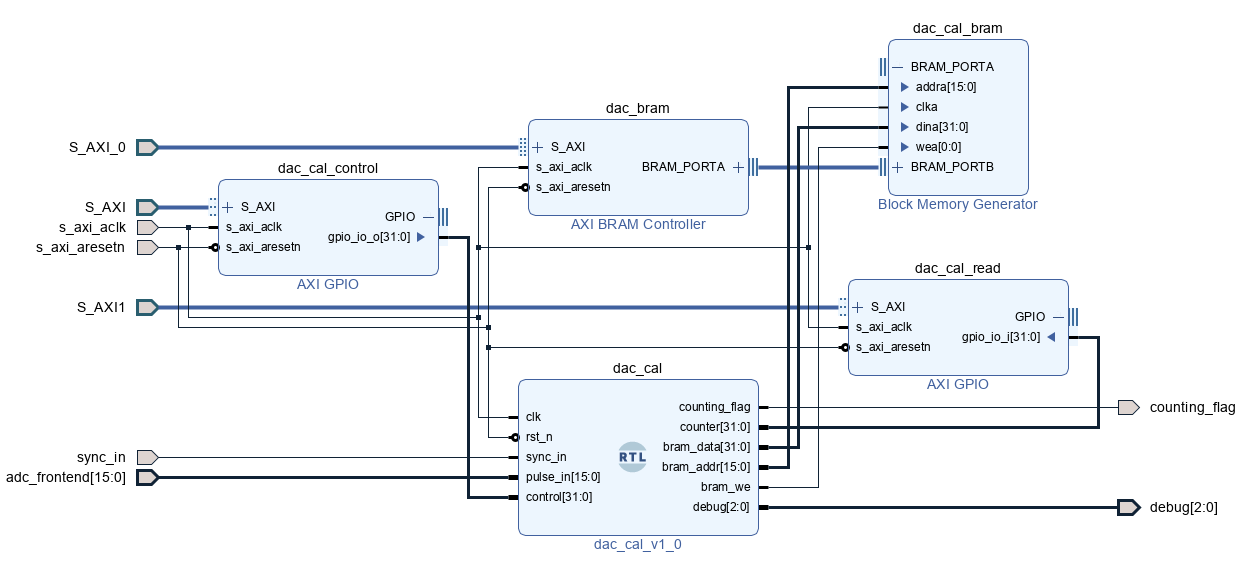 dac_cal_bram
BRAM_PORTA
addra[15:0]
clka
dina[31:0]
wea[0:0]
BRAM_PORTB
Block Memory Generator
dac_bram
S_AXI
s_axi_aclk
s_axi_aresetn
BRAM_PORTA
AXI BRAM Controller
S_AXI_0
S_AXI
s_axi_aclk
s_axi_aresetn
S_AXI1
dac_cal_control
S_AXI
s_axi_aclk
s_axi_aresetn
GPIO
gpio_io_o[31:0]
AXI GPIO
dac_cal_read
S_AXI
s_axi_aclk
s_axi_aresetn
GPIO
gpio_io_i[31:0]
AXI GPIO
dac_cal
clk
rst_n
sync_in
pulse_in[15:0]
control[31:0]
RTL
counting_flag
counter[31:0]
bram_data[31:0]
bram_addr[15:0]
bram_we
debug[2:0]
dac_cal_v1_0
sync_in
adc_frontend[15:0]
counting_flag
debug[2:0]